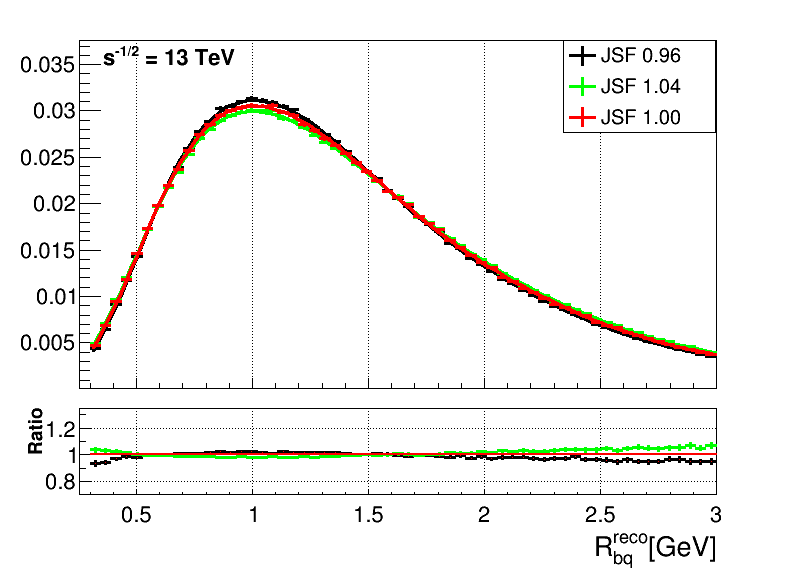 s^-1/2 = 13 TeV
JSF 0.96
JSF 1.04
JSF 1.00
0.035
0.03
0.025
0.02
0.015
0.01
0.005
Ratio
1.2
1
0.8
0.5 1 1.5 2 2.5 3
R_bq^reco[GeV]